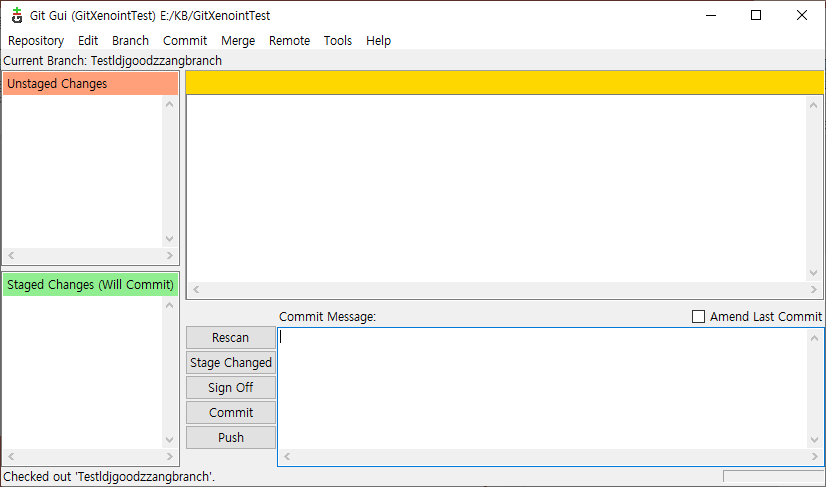 Git Gui (GitXenointTest) E:/KB/GitXenointTest
Repository Edit Branch Commit Merge Remote Tools Help
Current Branch: Testldjgoodzzangbranch
Unstaged Changes
Staged Changes (Will Commit)
Commit Message:
Amend Last Commit
Rescan
Stage Changed
Sign Off
Commit
Push
Checked out 'Testldjgoodzzangbranch'.